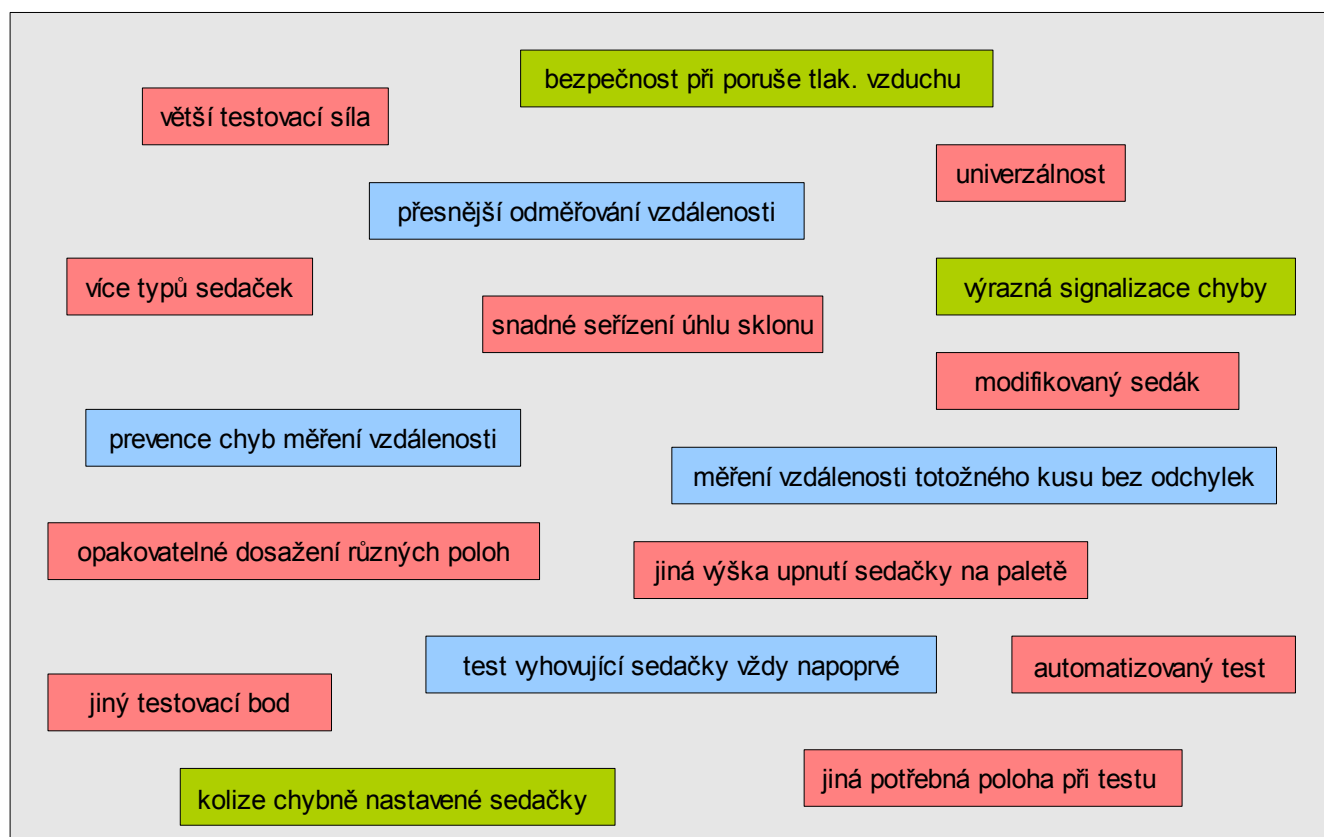 bezpečnost při poruše tlak. vzduchu
větší testovací síla
univerzálnost
přesnější odměřování vzdálenosti
více typů sedaček
výrazná signalizace chyby
snadné seřízení úhlu sklonu
modifikovaný sedák
prevence chyb měření vzdálenosti
měření vzdálenosti totožného kusu bez odchylek
opakovatelné dosažení různých poloh
jiná výška upnutí sedačky na paletě
test vyhovující sedačky vždy napoprvé
automatizovaný test
jiný testovací bod
jiná potřebná poloha při testu
kolize chybně nastavené sedačky